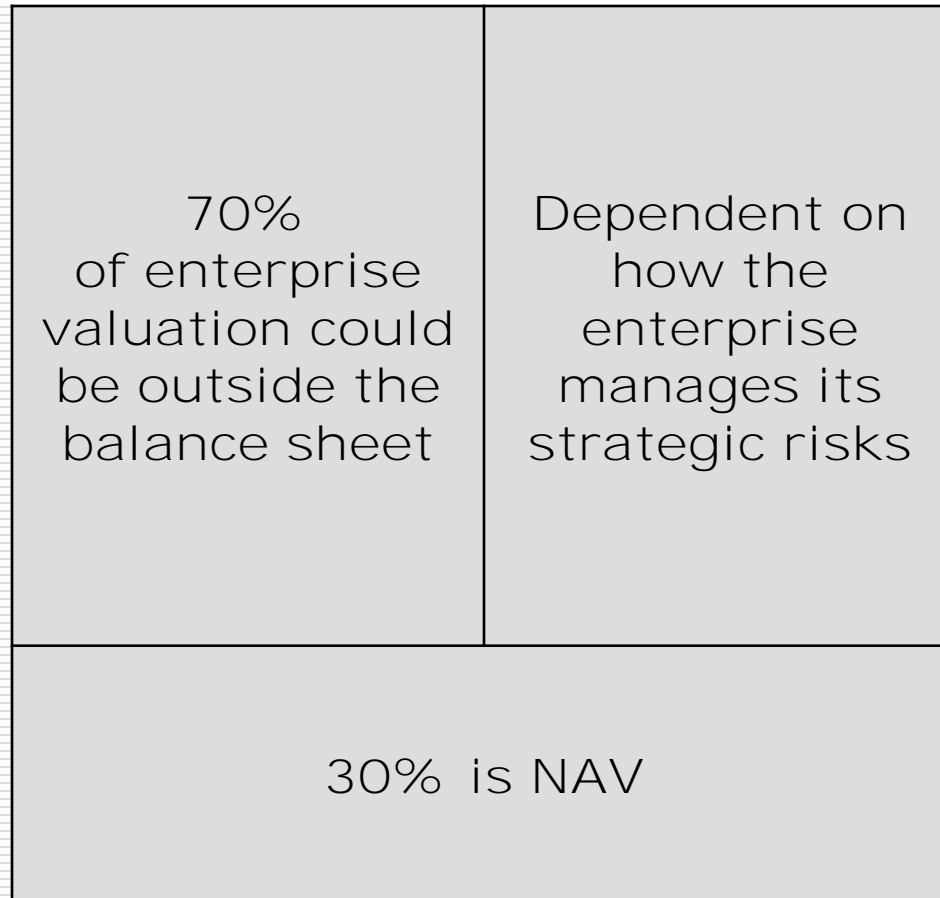 70%
of enterprise
valuation could
be outside the
balance sheet
Dependent on
how the
enterprise
manages its
strategic risks
30% is NAV